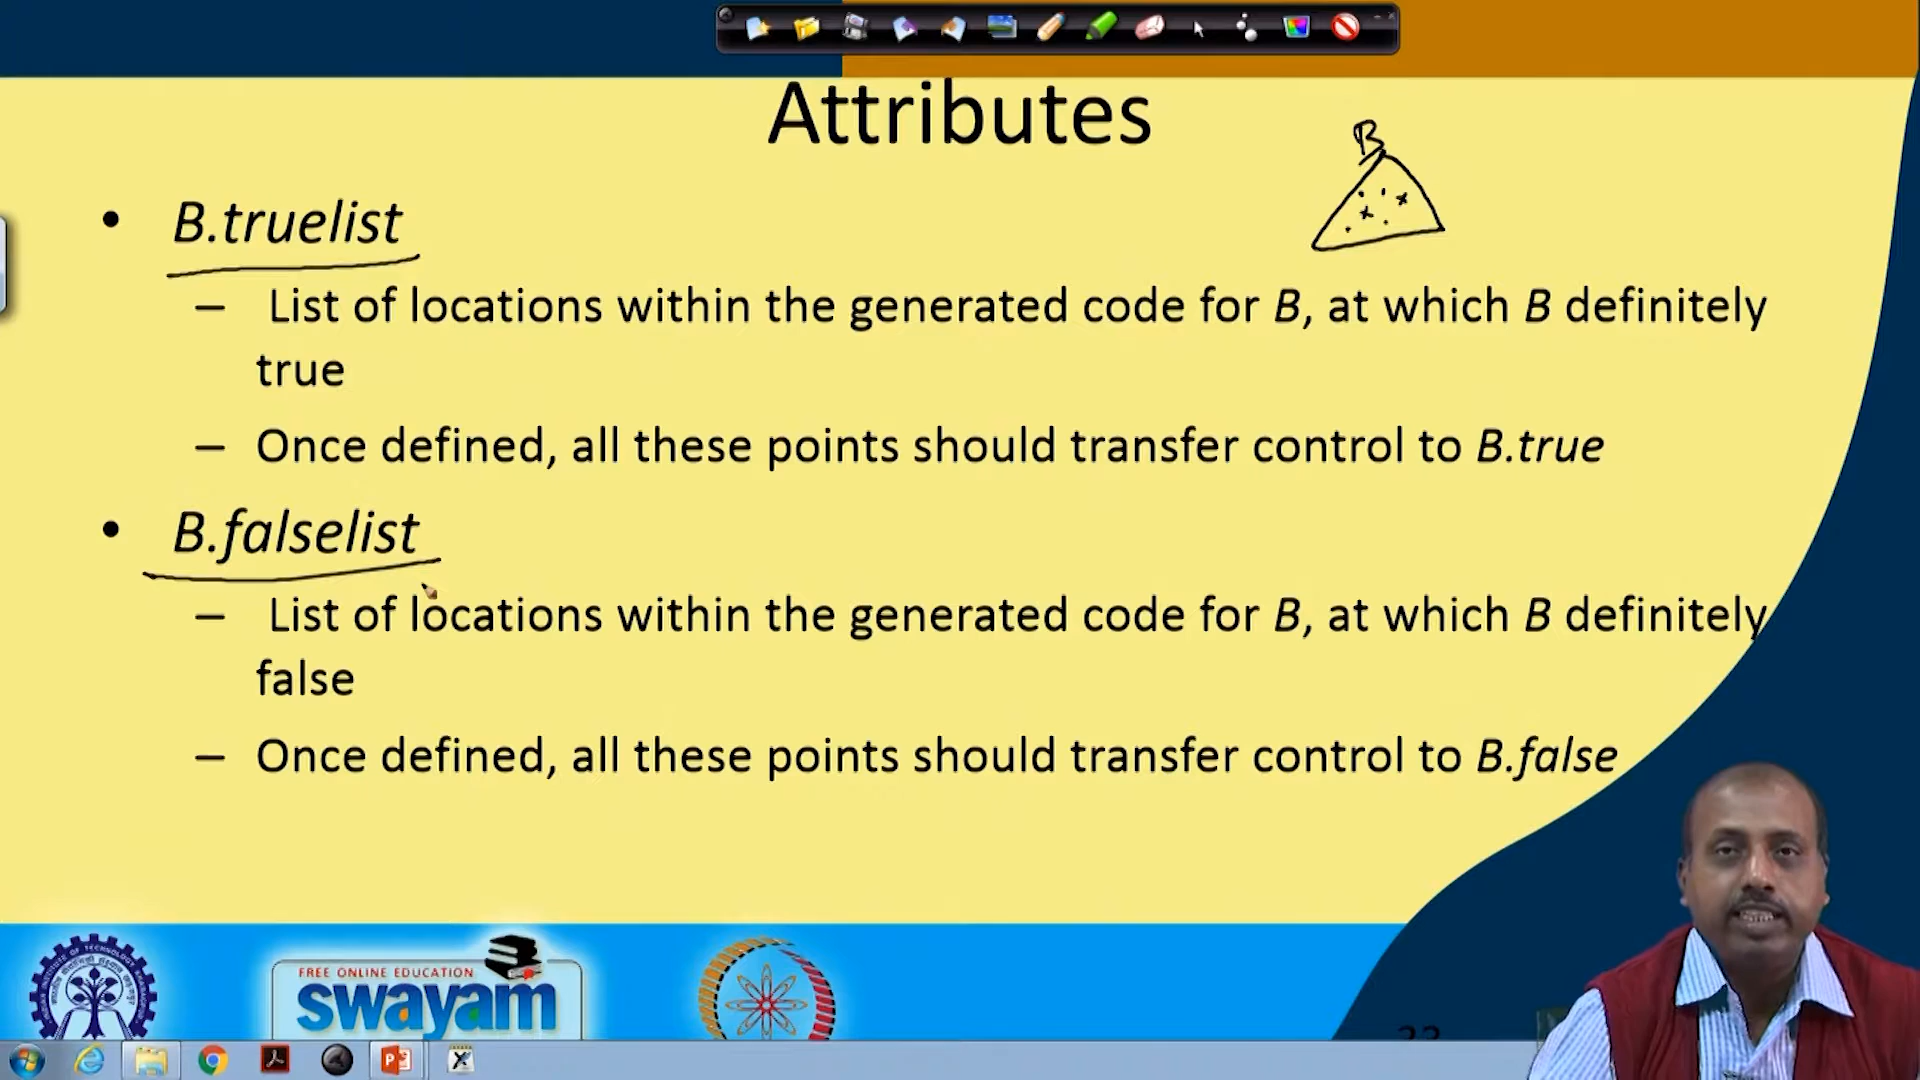 Attributes
B
• B.truelist
– List of locations within the generated code for B, at which B definitely
true
– Once defined, all these points should transfer control to B.true
• B.falselist
– List of locations within the generated code for B, at which B definitely
false
– Once defined, all these points should transfer control to B.false
FREE ONLINE EDUCATION
swayam